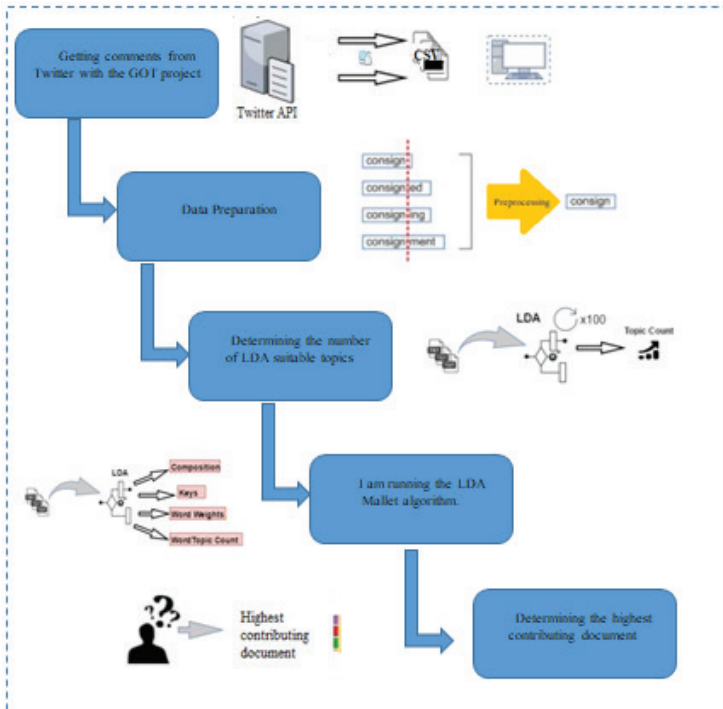 Getting comments from
Twitter with the GOT project
Twitter API
CSV
Data Preparation
consign
consigned
consigning
consignment
Preprocessing
consign
Determining the number
of LDA suitable topics
LDA
x100
Topic Count
I am running the LDA
Mallet algorithm.
LDA
Composition
Keys
Word Weights
WordTopic Count
Determining the highest
contributing document
Highest
contributing
document